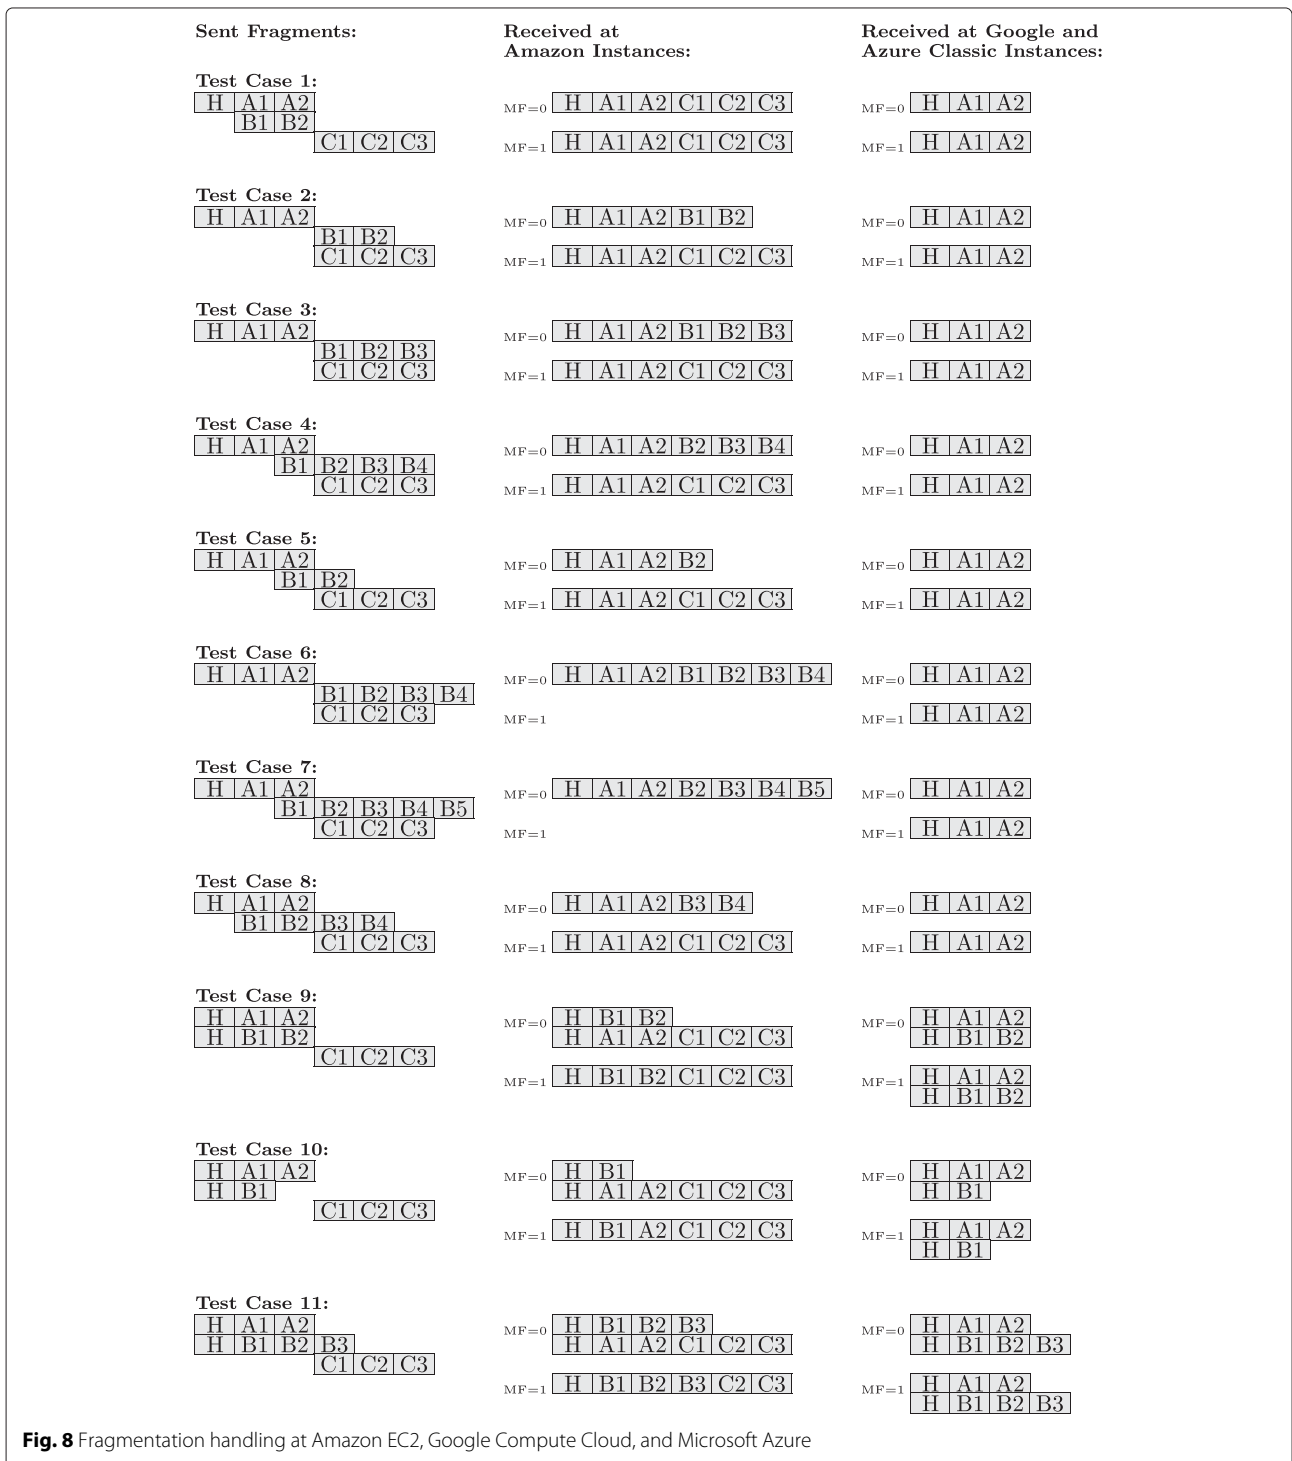 Sent Fragments:
Received at
Amazon Instances:
Received at Google and
Azure Classic Instances:
Test Case 1:
H A1 A2
B1 B2
C1 C2 C3
MF=0 H A1 A2 C1 C2 C3
MF=1 H A1 A2 C1 C2 C3
MF=0 H A1 A2
MF=1 H A1 A2
Test Case 2:
H A1 A2
B1 B2
C1 C2 C3
MF=0 H A1 A2 B1 B2
MF=1 H A1 A2 C1 C2 C3
MF=0 H A1 A2
MF=1 H A1 A2
Test Case 3:
H A1 A2
B1 B2 B3
C1 C2 C3
MF=0 H A1 A2 B1 B2 B3
MF=1 H A1 A2 C1 C2 C3
MF=0 H A1 A2
MF=1 H A1 A2
Test Case 4:
H A1 A2
B1 B2 B3 B4
C1 C2 C3
MF=0 H A1 A2 B2 B3 B4
MF=1 H A1 A2 C1 C2 C3
MF=0 H A1 A2
MF=1 H A1 A2
Test Case 5:
H A1 A2
B1 B2
C1 C2 C3
MF=0 H A1 A2 B2
MF=1 H A1 A2 C1 C2 C3
MF=0 H A1 A2
MF=1 H A1 A2
Test Case 6:
H A1 A2
B1 B2 B3 B4
C1 C2 C3
MF=0 H A1 A2 B1 B2 B3 B4
MF=1
MF=0 H A1 A2
MF=1 H A1 A2
Test Case 7:
H A1 A2
B1 B2 B3 B4 B5
C1 C2 C3
MF=0 H A1 A2 B2 B3 B4 B5
MF=1
MF=0 H A1 A2
MF=1 H A1 A2
Test Case 8:
H A1 A2
B1 B2 B3 B4
C1 C2 C3
MF=0 H A1 A2 B3 B4
MF=1 H A1 A2 C1 C2 C3
MF=0 H A1 A2
MF=1 H A1 A2
Test Case 9:
H A1 A2
H B1 B2
C1 C2 C3
MF=0 H B1 B2
H A1 A2 C1 C2 C3
MF=1 H B1 B2 C1 C2 C3
MF=0 H A1 A2
H B1 B2
MF=1 H A1 A2
H B1 B2
Test Case 10:
H A1 A2
H B1
C1 C2 C3
MF=0 H B1
H A1 A2 C1 C2 C3
MF=1 H B1 A2 C1 C2 C3
MF=0 H A1 A2
H B1
MF=1 H A1 A2
H B1
Test Case 11:
H A1 A2
H B1 B2 B3
C1 C2 C3
MF=0 H B1 B2 B3
H A1 A2 C1 C2 C3
MF=1 H B1 B2 B3 C2 C3
MF=0 H A1 A2
H B1 B2 B3
MF=1 H A1 A2
H B1 B2 B3
Fig. 8 Fragmentation handling at Amazon EC2, Google Compute Cloud, and Microsoft Azure